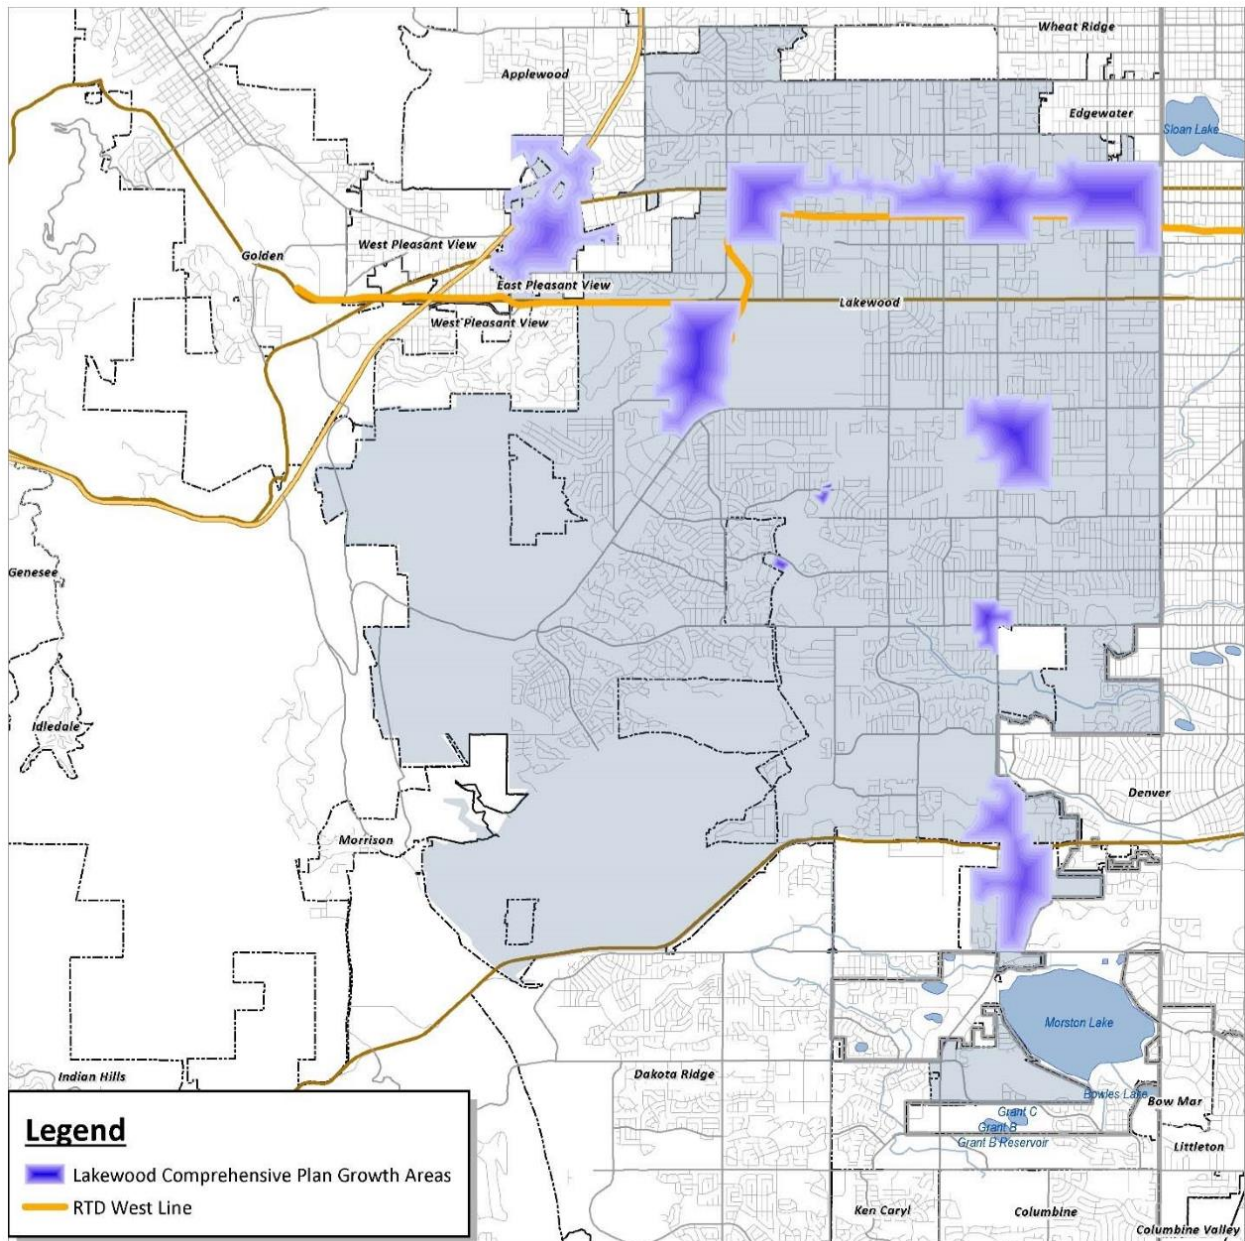 Wheat Ridge
Applewood
Edgewater
Sloan Lake
West Pleasant View
Golden
East Pleasant View
Lakewood
West Pleasant View
Genesee
Idledale
Denver
Morrison
Morston Lake
Dakota Ridge
Indian Hills
Bowles Lake
Bow Mar
Grant C
Grant B
Grant B Reservoir
Littleton
Ken Caryl
Columbine
Columbine Valley
Legend
Lakewood Comprehensive Plan Growth Areas
RTD West Line